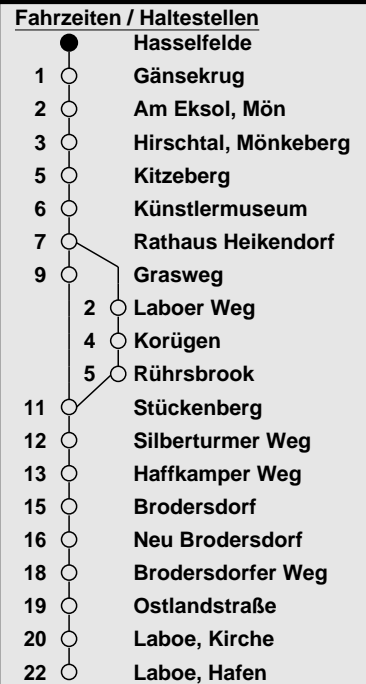 Fahrzeiten / Haltestellen
Hasselfelde
1 Gänsekrug
2 Am Eksol, Mön
3 Hirschtal, Mönkeberg
5 Kitzeberg
6 Künstlermuseum
7 Rathaus Heikendorf
9 Grasweg
2 Laboer Weg
4 Korügen
5 Rührsbrook
11 Stückenberg
12 Silberturmer Weg
13 Haffkamper Weg
15 Brodersdorf
16 Neu Brodersdorf
18 Brodersdorfer Weg
19 Ostlandstraße
20 Laboe, Kirche
22 Laboe, Hafen